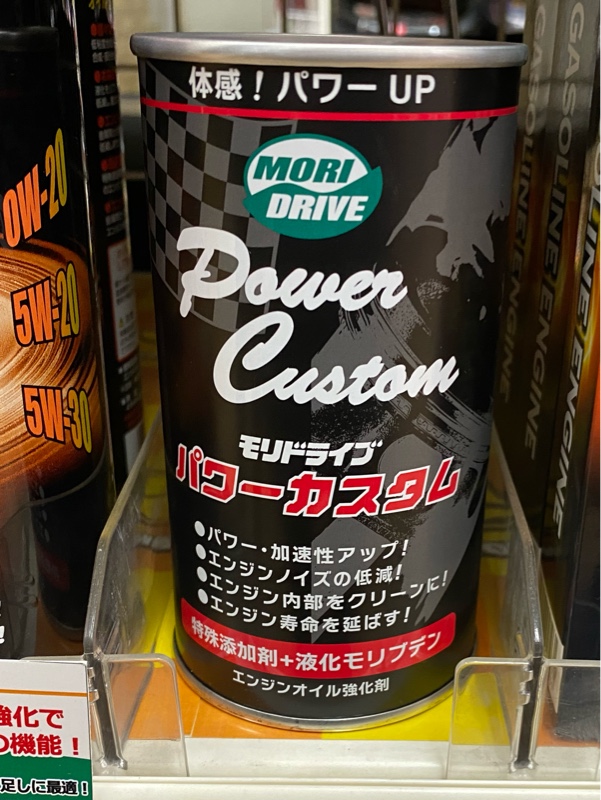 体感！パワー UP
MORI
DRIVE
Power
Custom
モリドライブ
パワーカスタム
●パワー・加速性アップ！
●エンジンノイズの低減！
●エンジン内部をクリーンに！
●エンジン寿命を延ばす！
特殊添加剤+液化モリブデン
エンジンオイル強化剤
0W-20
5W-20
5W-30
強化で
の機能！
足しに最適！
GASOLINE ENGINE
GASOLINE ENGINE